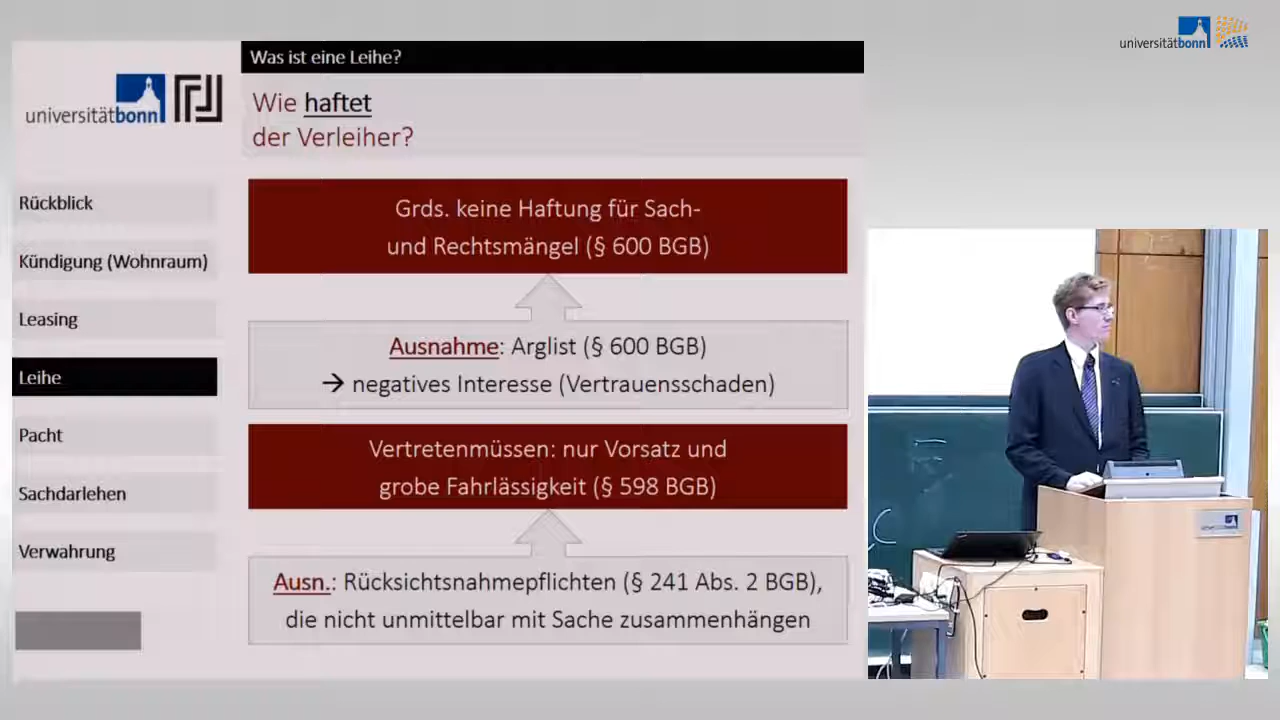 universitätbonn
Was ist eine Leihe?
universitätbonn
Wie haftet
der Verleiher?
Rückblick
Kündigung (Wohnraum)
Leasing
Leihe
Pacht
Sachdarlehen
Verwahrung
Grds. keine Haftung für Sach-
und Rechtsmängel (§ 600 BGB)
Ausnahme: Arglist (§ 600 BGB)
→ negatives Interesse (Vertrauensschaden)
Vertretenmüssen: nur Vorsatz und
grobe Fahrlässigkeit (§ 598 BGB)
Ausn.: Rücksichtsnahmepflichten (§ 241 Abs. 2 BGB),
die nicht unmittelbar mit Sache zusammenhängen